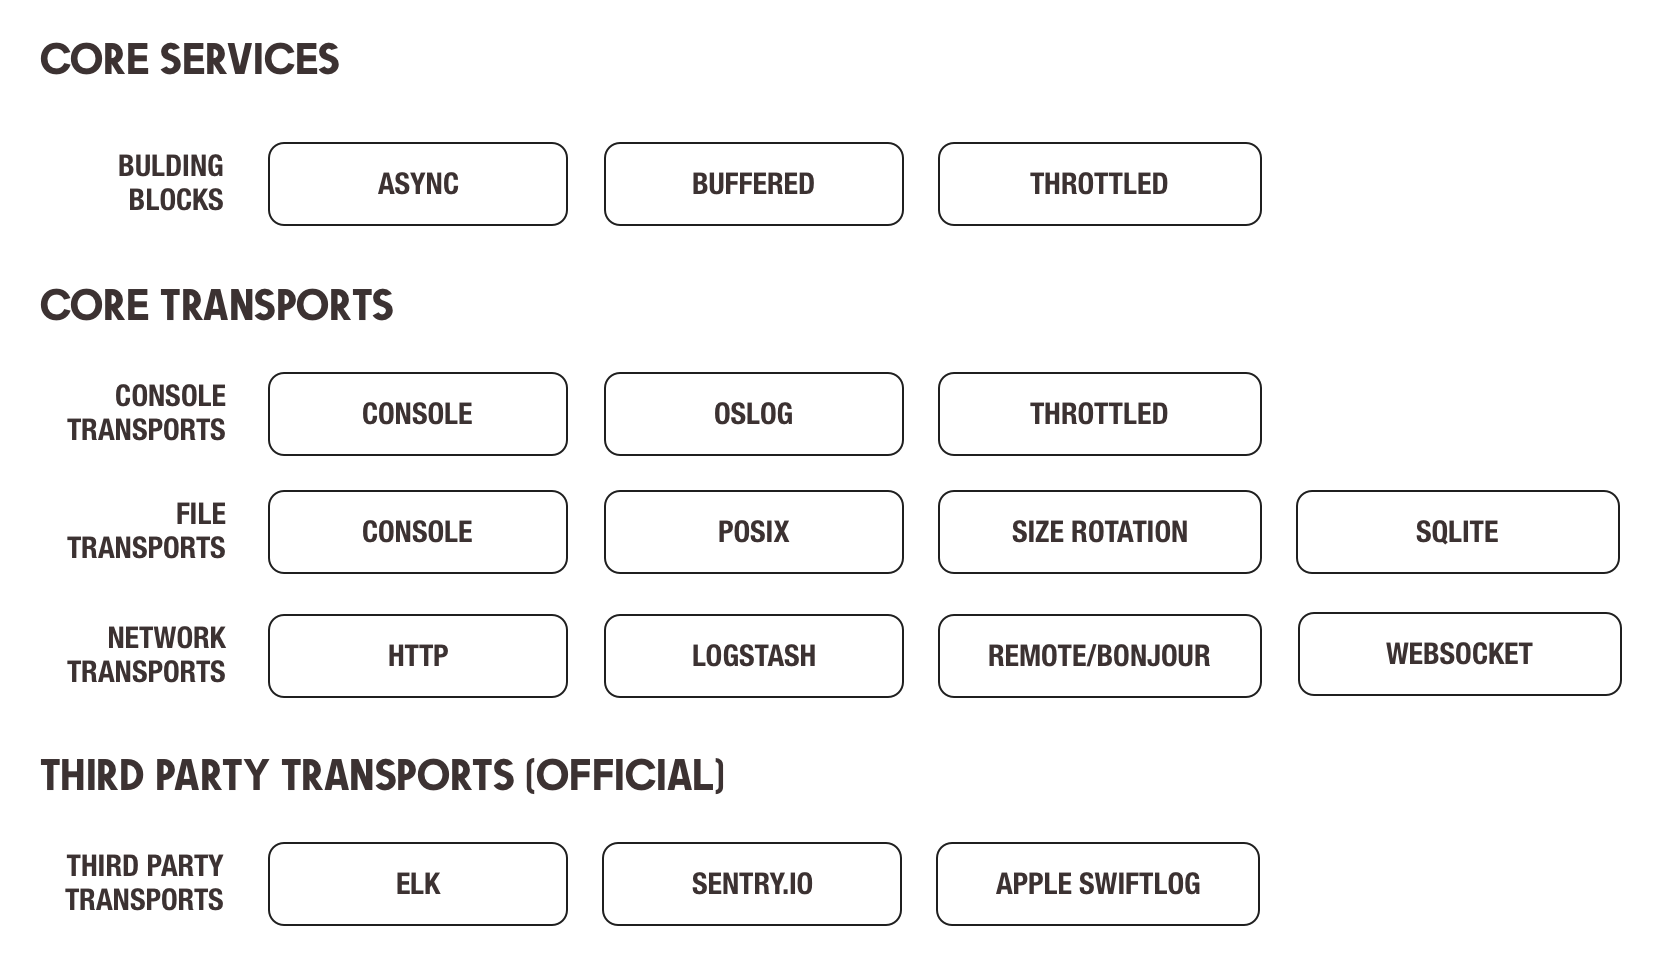 CORE SERVICES
BULDING
BLOCKS
ASYNC
BUFFERED
THROTTLED
CORE TRANSPORTS
CONSOLE
TRANSPORTS
CONSOLE
OSLOG
THROTTLED
FILE
TRANSPORTS
CONSOLE
POSIX
SIZE ROTATION
SQLITE
NETWORK
TRANSPORTS
HTTP
LOGSTASH
REMOTE/BONJOUR
WEBSOCKET
THIRD PARTY TRANSPORTS (OFFICIAL)
THIRD PARTY
TRANSPORTS
ELK
SENTRY.IO
APPLE SWIFTLOG